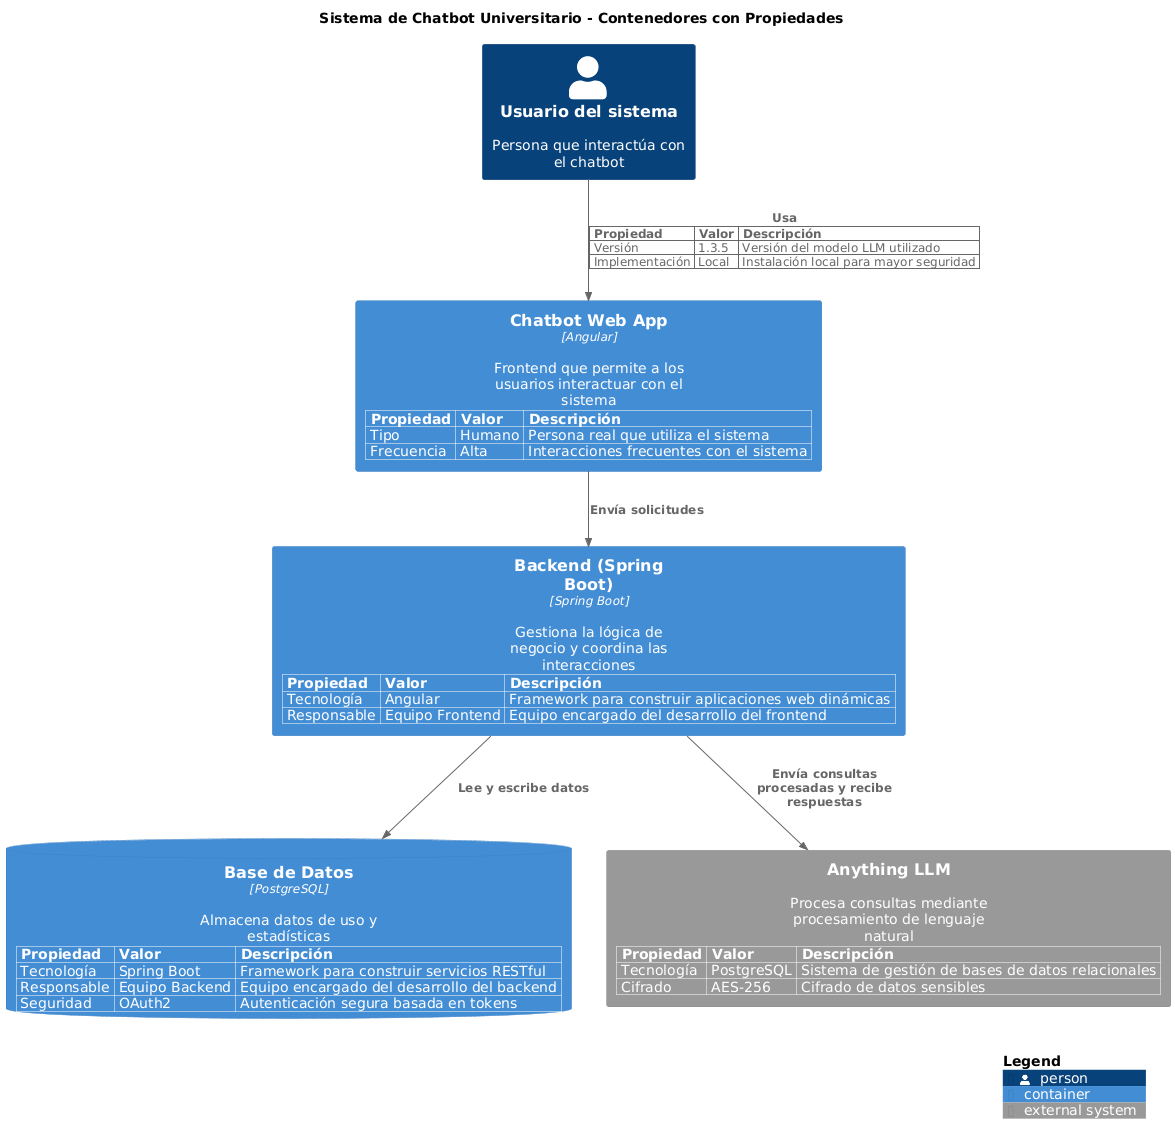 Sistema de Chatbot Universitario - Contenedores con Propiedades
Usuario del sistema
Persona que interactúa con
el chatbot
Usa
Propiedad Valor Descripción
Versión 1.3.5 Versión del modelo LLM utilizado
Implementación Local Instalación local para mayor seguridad
Chatbot Web App
[Angular]
Frontend que permite a los
usuarios interactuar con el
sistema
Propiedad Valor Descripción
Tipo Humano Persona real que utiliza el sistema
Frecuencia Alta Interacciones frecuentes con el sistema
Envía solicitudes
Backend (Spring
Boot)
[Spring Boot]
Gestiona la lógica de
negocio y coordina las
interacciones
Propiedad Valor Descripción
Tecnología Angular Framework para construir aplicaciones web dinámicas
Responsable Equipo Frontend Equipo encargado del desarrollo del frontend
Lee y escribe datos
Envía consultas
procesadas y recibe
respuestas
Base de Datos
[PostgreSQL]
Almacena datos de uso y
estadísticas
Propiedad Valor Descripción
Tecnología Spring Boot Framework para construir servicios RESTful
Responsable Equipo Backend Equipo encargado del desarrollo del backend
Seguridad OAuth2 Autenticación segura basada en tokens
Anything LLM
Procesa consultas mediante
procesamiento de lenguaje
natural
Propiedad Valor Descripción
Tecnología PostgreSQL Sistema de gestión de bases de datos relacionales
Cifrado AES-256 Cifrado de datos sensibles
Legend
person
container
external system